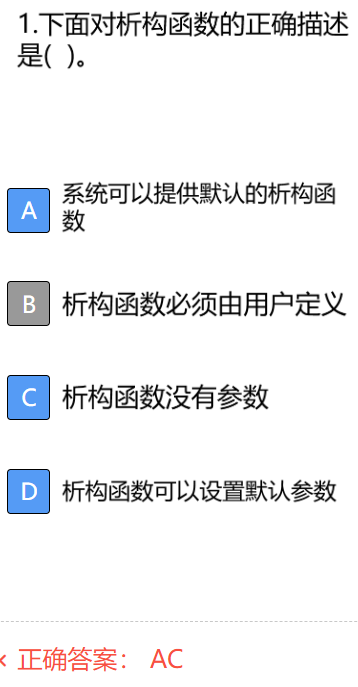 1.下面对析构函数的正确描述
是( )。
A 系统可以提供默认的析构函
数
B 析构函数必须由用户定义
C 析构函数没有参数
D 析构函数可以设置默认参数
× 正确答案： AC